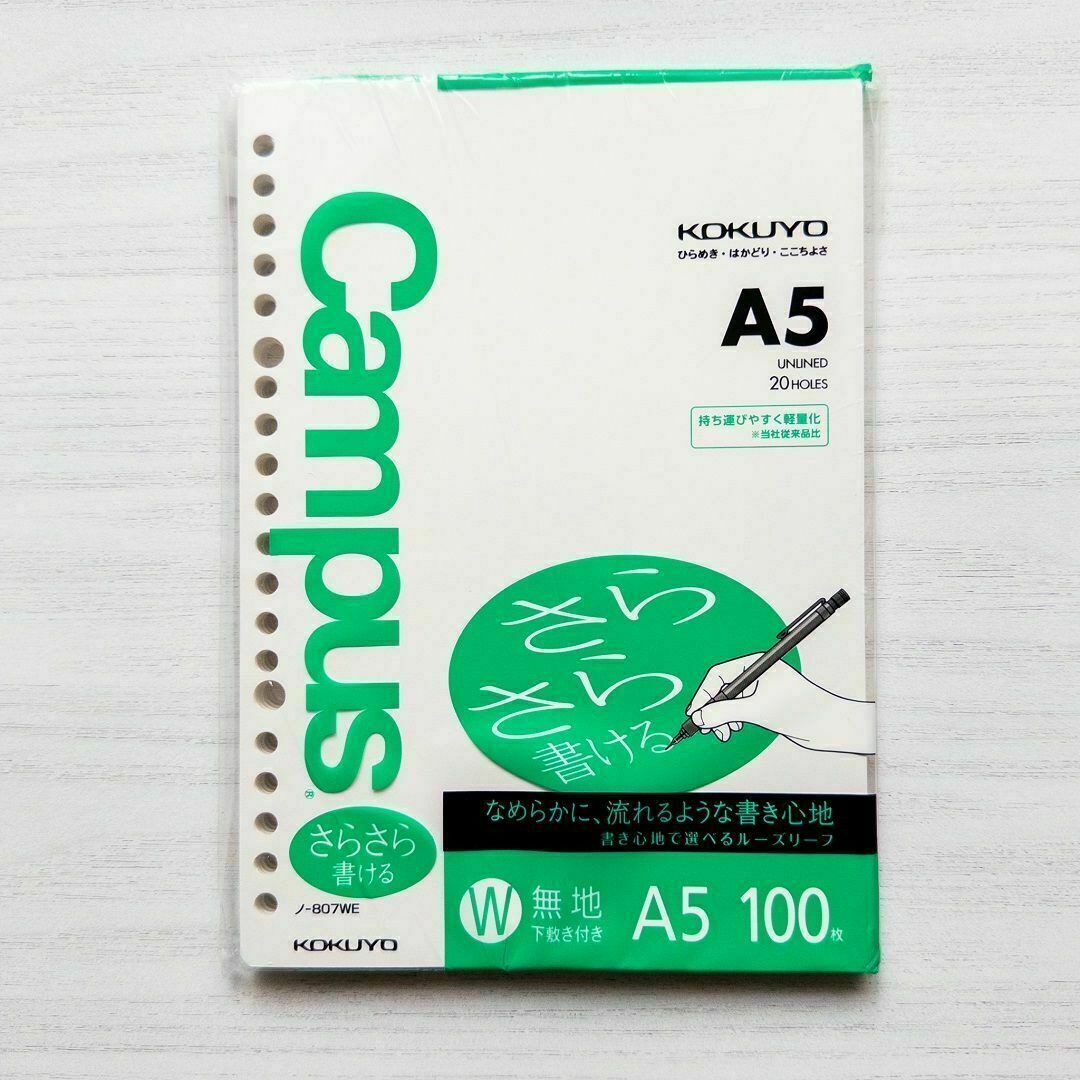 Campus®
KOKUYO
ひらめき・はかどり・ここちよさ
A5
UNLINED
20 HOLES
持ち運びやすく軽量化
※当社従来品比
さら
さら
書ける
なめらかに、流れるような書き心地
書き心地で選べるルーズリーフ
さらさら
書ける
ノ-807WE
KOKUYO
W 無地
下敷き付き
A5 100枚